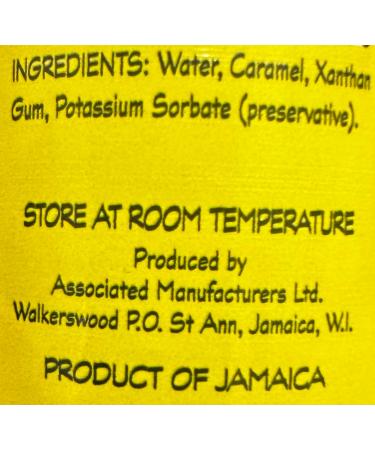 INGREDIENTS: Water, Caramel, Xanthan
Gum, Potassium Sorbate (preservative).
STORE AT ROOM TEMPERATURE
Produced by
Associated Manufacturers Ltd.
Walkerswood P.O. St Ann, Jamaica, W.I.
PRODUCT OF JAMAICA